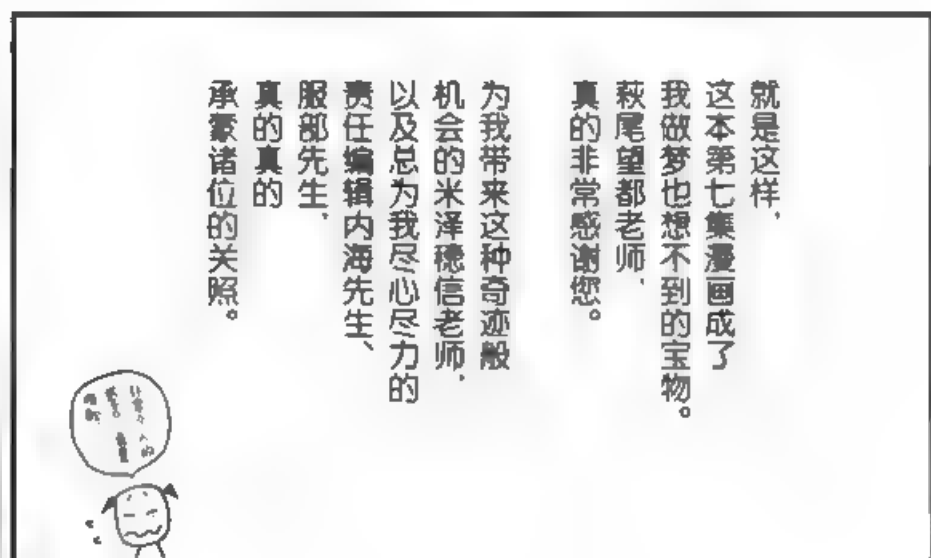 就是这样，
这本第七集漫画成了
我做梦也想不到的宝物。
萩尾望都老师，
真的非常感谢您。
为我带来这种奇迹般
机会的米泽穗信老师，
以及总为我尽心尽力的
责任编辑内海先生、
服部先生，
真的真的
承蒙诸位的关照。